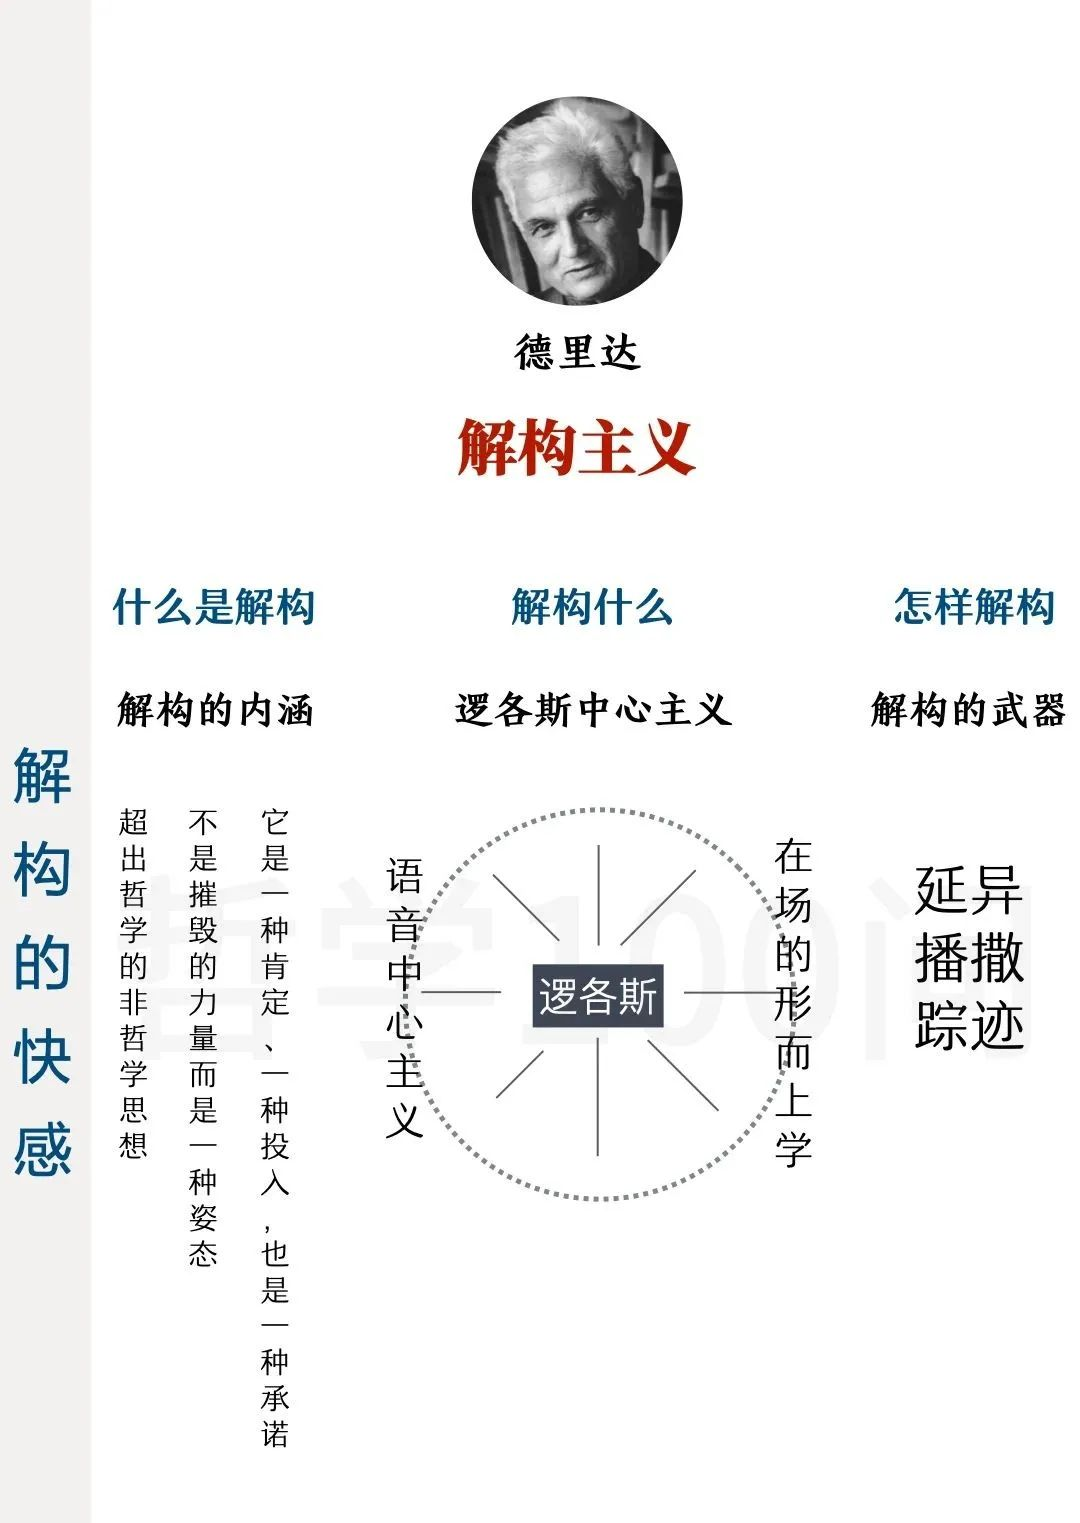 德里达
解构主义
什么是解构
解构什么
怎样解构
解构的内涵
逻各斯中心主义
解构的武器
解构的快感
超出哲学的非哲学思想
不是摧毁的力量而是一种姿态
它是一种肯定、一种投入，也是一种承诺
语音中心主义
逻各斯
在场的形而上学
延异
播撒
踪迹
哲学100问